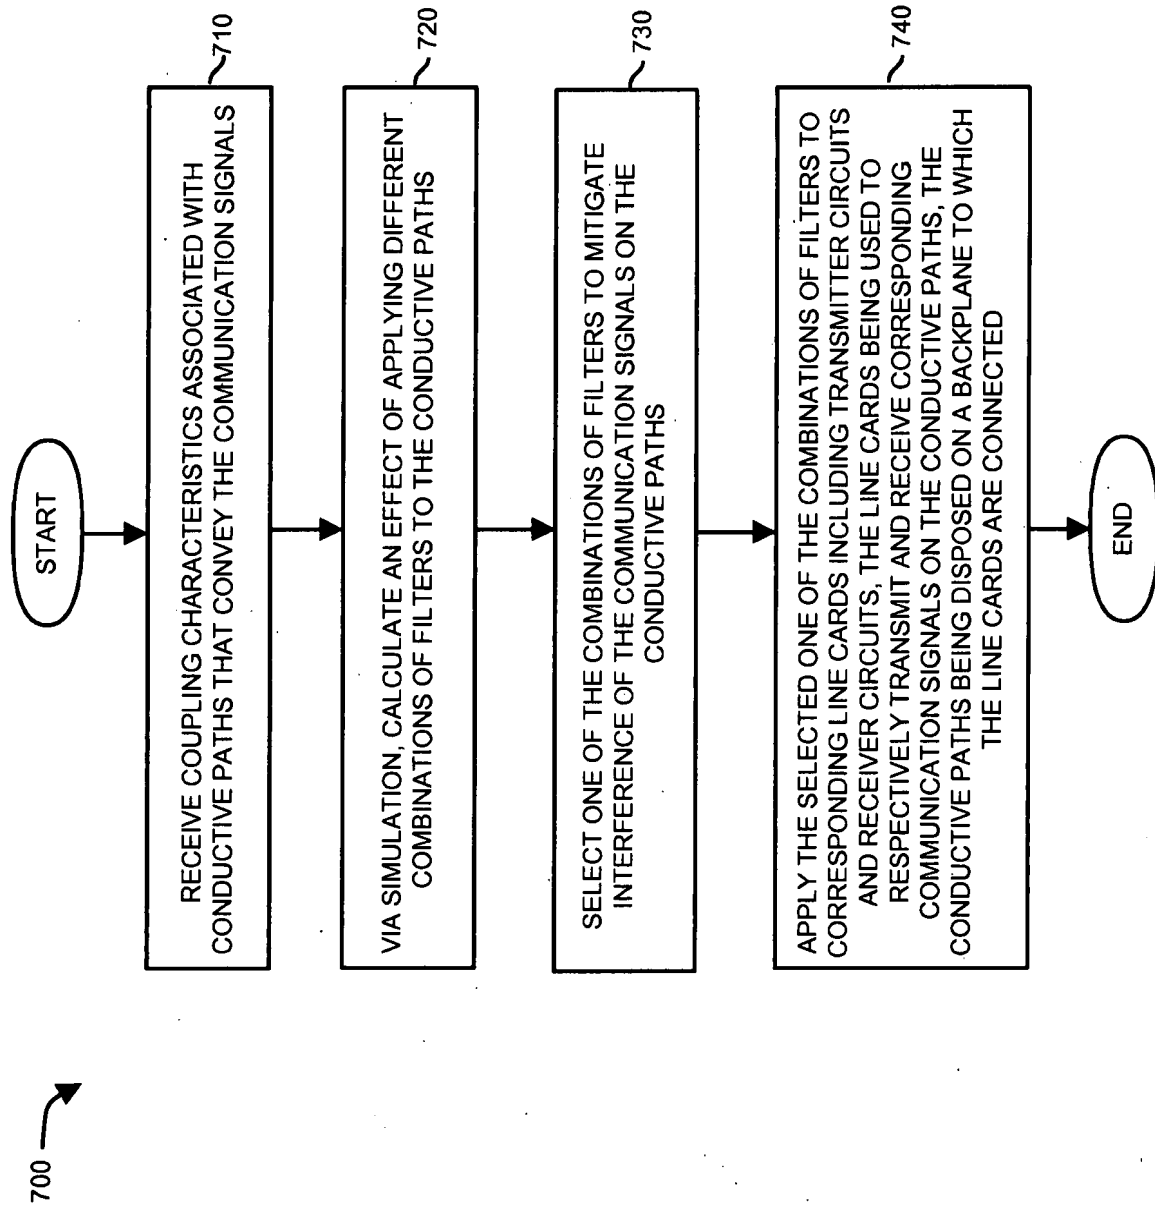 700
START
710
RECEIVE COUPLING CHARACTERISTICS ASSOCIATED WITH
CONDUCTIVE PATHS THAT CONVEY THE COMMUNICATION SIGNALS
720
VIA SIMULATION, CALCULATE AN EFFECT OF APPLYING DIFFERENT
COMBINATIONS OF FILTERS TO THE CONDUCTIVE PATHS
730
SELECT ONE OF THE COMBINATIONS OF FILTERS TO MITIGATE
INTERFERENCE OF THE COMMUNICATION SIGNALS ON THE
CONDUCTIVE PATHS
740
APPLY THE SELECTED ONE OF THE COMBINATIONS OF FILTERS TO
CORRESPONDING LINE CARDS INCLUDING TRANSMITTER CIRCUITS
AND RECEIVER CIRCUITS, THE LINE CARDS BEING USED TO
RESPECTIVELY TRANSMIT AND RECEIVE CORRESPONDING
COMMUNICATION SIGNALS ON THE CONDUCTIVE PATHS, THE
CONDUCTIVE PATHS BEING DISPOSED ON A BACKPLANE TO WHICH
THE LINE CARDS ARE CONNECTED
END